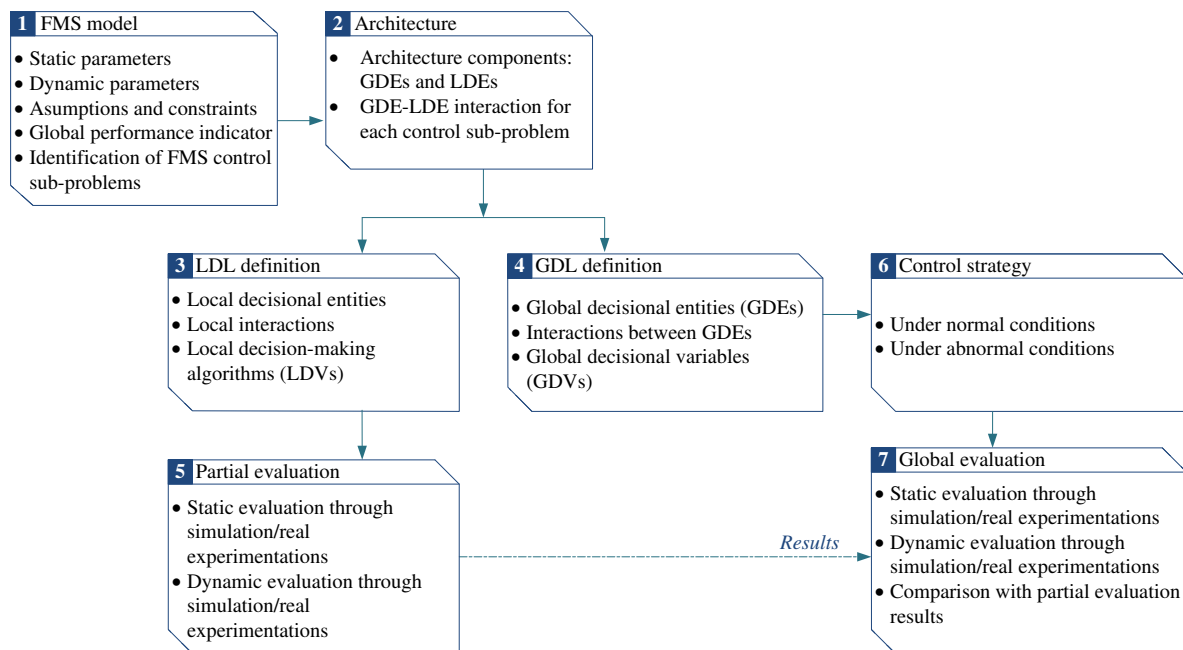 1 FMS model
• Static parameters
• Dynamic parameters
• Asumptions and constraints
• Global performance indicator
• Identification of FMS control
sub-problems
2 Architecture
• Architecture components:
GDEs and LDEs
• GDE-LDE interaction for
each control sub-problem
3 LDL definition
• Local decisional entities
• Local interactions
• Local decision-making
algorithms (LDVs)
4 GDL definition
• Global decisional entities (GDEs)
• Interactions between GDEs
• Global decisional variables
(GDVs)
6 Control strategy
• Under normal conditions
• Under abnormal conditions
5 Partial evaluation
• Static evaluation through
simulation/real
experimentations
• Dynamic evaluation through
simulation/real
experimentations
Results
7 Global evaluation
• Static evaluation through
simulation/real experimentations
• Dynamic evaluation through
simulation/real experimentations
• Comparison with partial evaluation
results